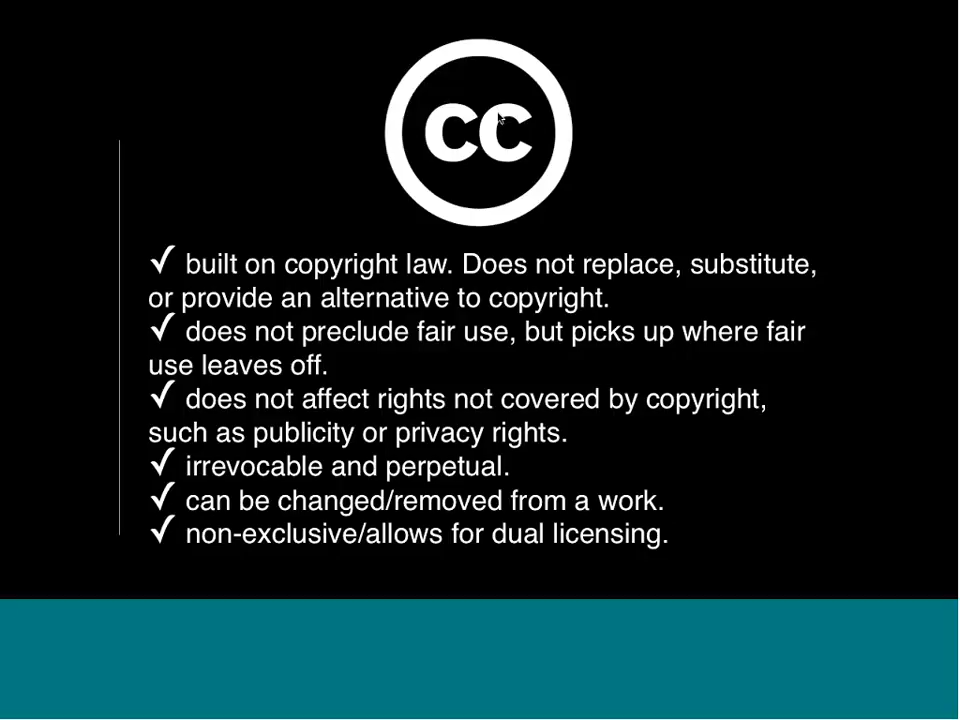 cc
✓ built on copyright law. Does not replace, substitute,
or provide an alternative to copyright.
✓ does not preclude fair use, but picks up where fair
use leaves off.
✓ does not affect rights not covered by copyright,
such as publicity or privacy rights.
✓ irrevocable and perpetual.
✓ can be changed/removed from a work.
✓ non-exclusive/allows for dual licensing.